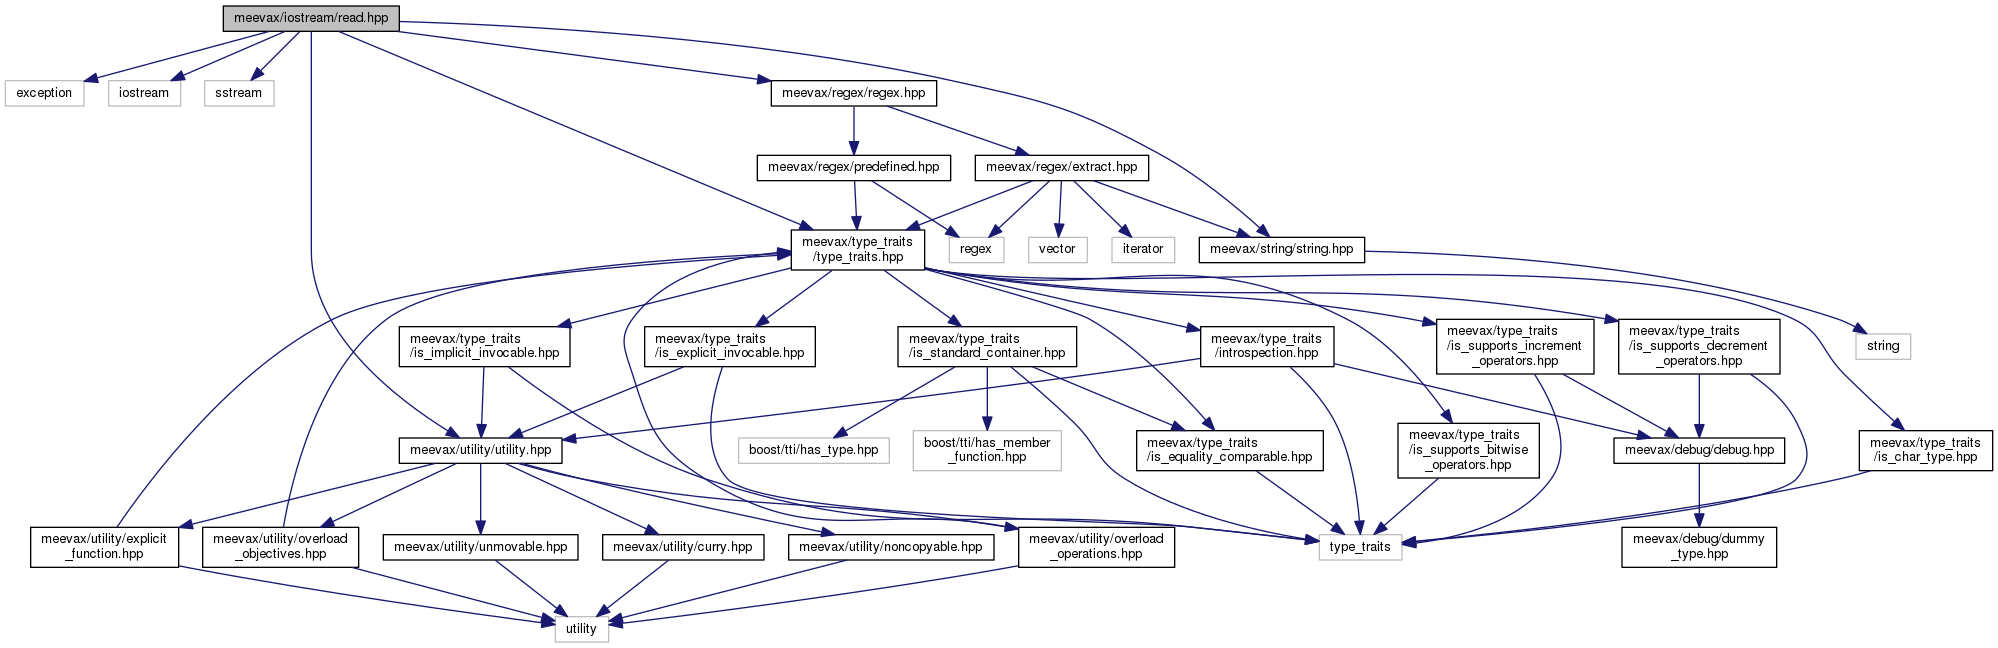 meevax/iostream/read.hpp
exception
iostream
sstream
meevax/regex/regex.hpp
meevax/regex/predefined.hpp
meevax/regex/extract.hpp
meevax/type_traits
/type_traits.hpp
regex
vector
iterator
meevax/string/string.hpp
meevax/type_traits
/is_implicit_invocable.hpp
meevax/type_traits
/is_explicit_invocable.hpp
meevax/type_traits
/is_standard_container.hpp
meevax/type_traits
/introspection.hpp
meevax/type_traits
/is_supports_increment
_operators.hpp
meevax/type_traits
/is_supports_decrement
_operators.hpp
string
meevax/utility/utility.hpp
boost/tti/has_type.hpp
boost/tti/has_member
_function.hpp
meevax/type_traits
/is_equality_comparable.hpp
meevax/type_traits
/is_supports_bitwise
_operators.hpp
meevax/debug/debug.hpp
meevax/type_traits
/is_char_type.hpp
meevax/utility/explicit
_function.hpp
meevax/utility/overload
_objectives.hpp
meevax/utility/unmovable.hpp
meevax/utility/curry.hpp
meevax/utility/noncopyable.hpp
meevax/utility/overload
_operations.hpp
type_traits
meevax/debug/dummy
_type.hpp
utility